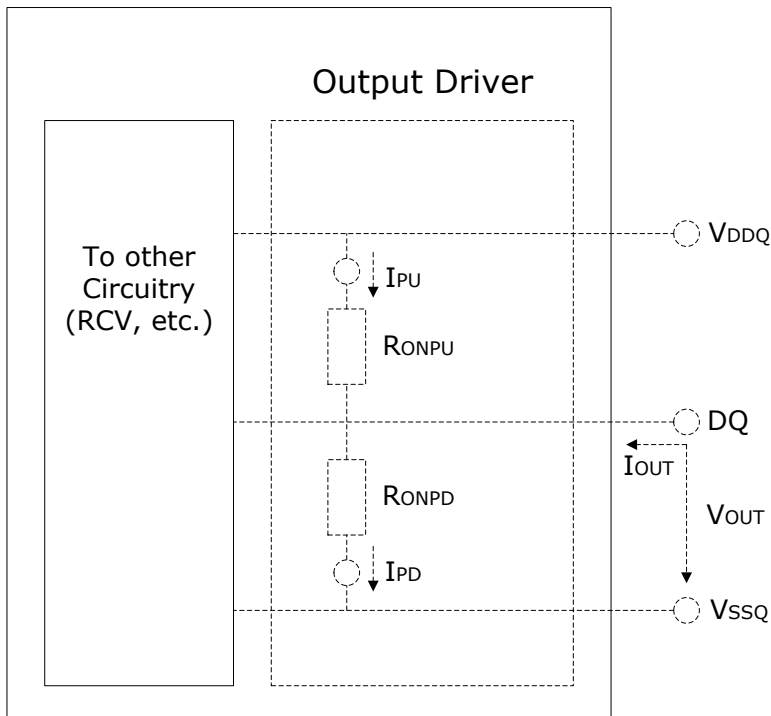 Output Driver
To other
Circuitry
(RCV, etc.)
VDDQ
IPU
RONPU
DQ
IOUT
RONPD
VOUT
IPD
VSSQ